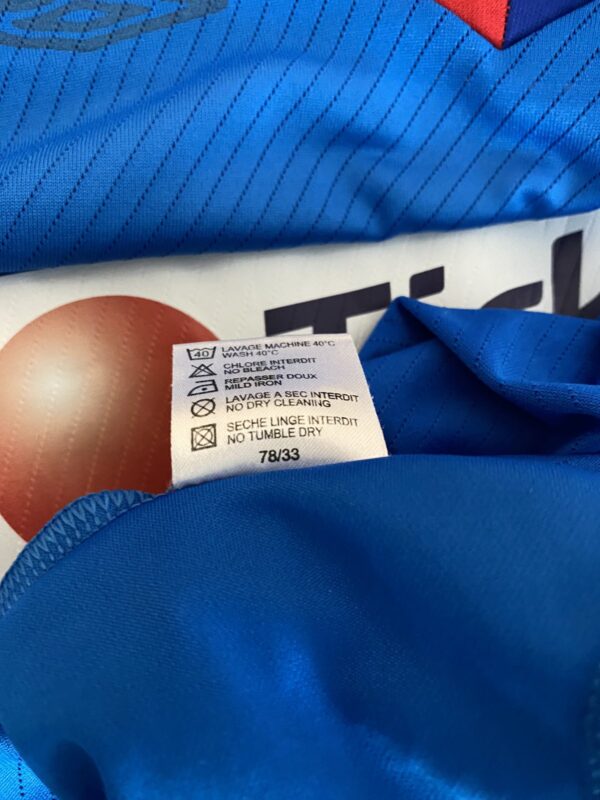 Tick
40
LAVAGE MACHINE 40°C
WASH 40°C
CHLORE INTERDIT
NO BLEACH
REPASSER DOUX
MILD IRON
LAVAGE A SEC INTERDIT
NO DRY CLEANING
SECHE LINGE INTERDIT
NO TUMBLE DRY
78/33